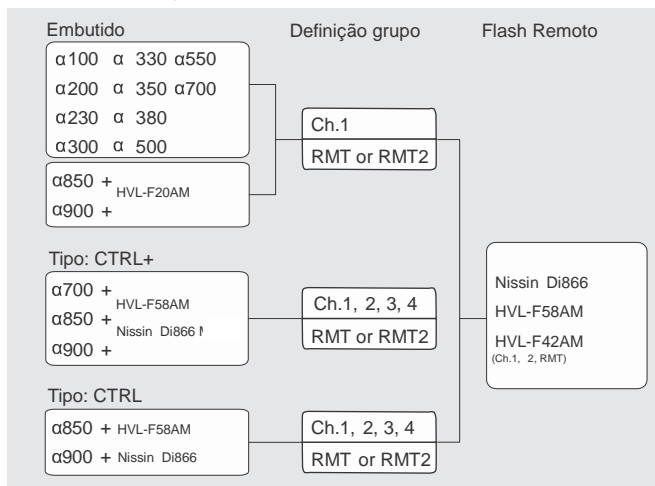 Embutido Definição grupo Flash Remoto
α100 α 330 α550
α200 α 350 α700
α230 α 380
α300 α 500
α850 + HVL-F20AM
α900 +
Ch.1
RMT or RMT2
Tipo: CTRL+
α700 + HVL-F58AM
α850 + Nissin Di866
α900 +
Ch.1, 2, 3, 4
RMT or RMT2
Tipo: CTRL
α850 + HVL-F58AM
α900 + Nissin Di866
Ch.1, 2, 3, 4
RMT or RMT2
Nissin Di866
HVL-F58AM
HVL-F42AM
(Ch.1, 2, RMT)